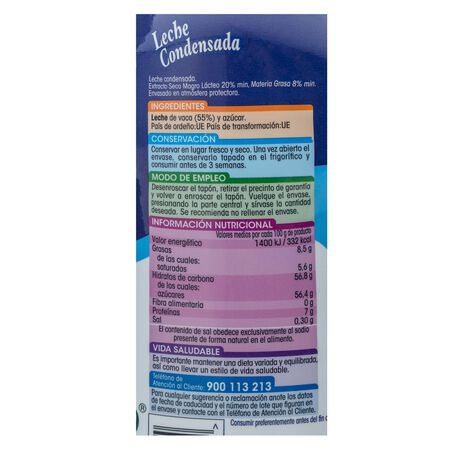 Leche
Condensada
Leche condensada.
Extracto Seco Magro Lácteo 20% min, Materia Grasa 8% min.
Envasado en atmósfera protectora.
INGREDIENTES
Leche de vaca (55%) y azúcar.
País de ordeño:UE País de transformación:UE
CONSERVACIÓN
Conservar en lugar fresco y seco. Una vez abierto el
envase, conservarlo tapado en el frigorífico y
consumir antes de 3 semanas.
MODO DE EMPLEO
Desenroscar el tapón, retirar el precinto de garantía
y volver a enroscar el tapón. Vuelque el envase,
presionando la parte central y sírvase la cantidad
deseada. Se recomienda no rellenar el envase.
INFORMACIÓN NUTRICIONAL
Valores medios por cada 100 g de producto
Valor energético 1400 kJ / 332 kcal
Grasas 8,5 g
de las cuales:
saturadas 5,6 g
Hidratos de carbono 56,8 g
de los cuales:
azúcares 56,4 g
Fibra alimentaria 0 g
Proteínas 7 g
Sal 0,30 g
El contenido de sal obedece exclusivamente al sodio
presente de forma natural en el alimento.
VIDA SALUDABLE
Es importante mantener una dieta variada y equilibrada,
así como llevar un estilo de vida saludable.
Teléfono de
Atención al Cliente: 900 113 213
Para cualquier sugerencia o reclamación anote los datos
de fecha de caducidad y el número de lote que figuran en
el envase y contacte con el Teléfono de Atención al Cliente.
®
Consumir preferentemente antes del fin